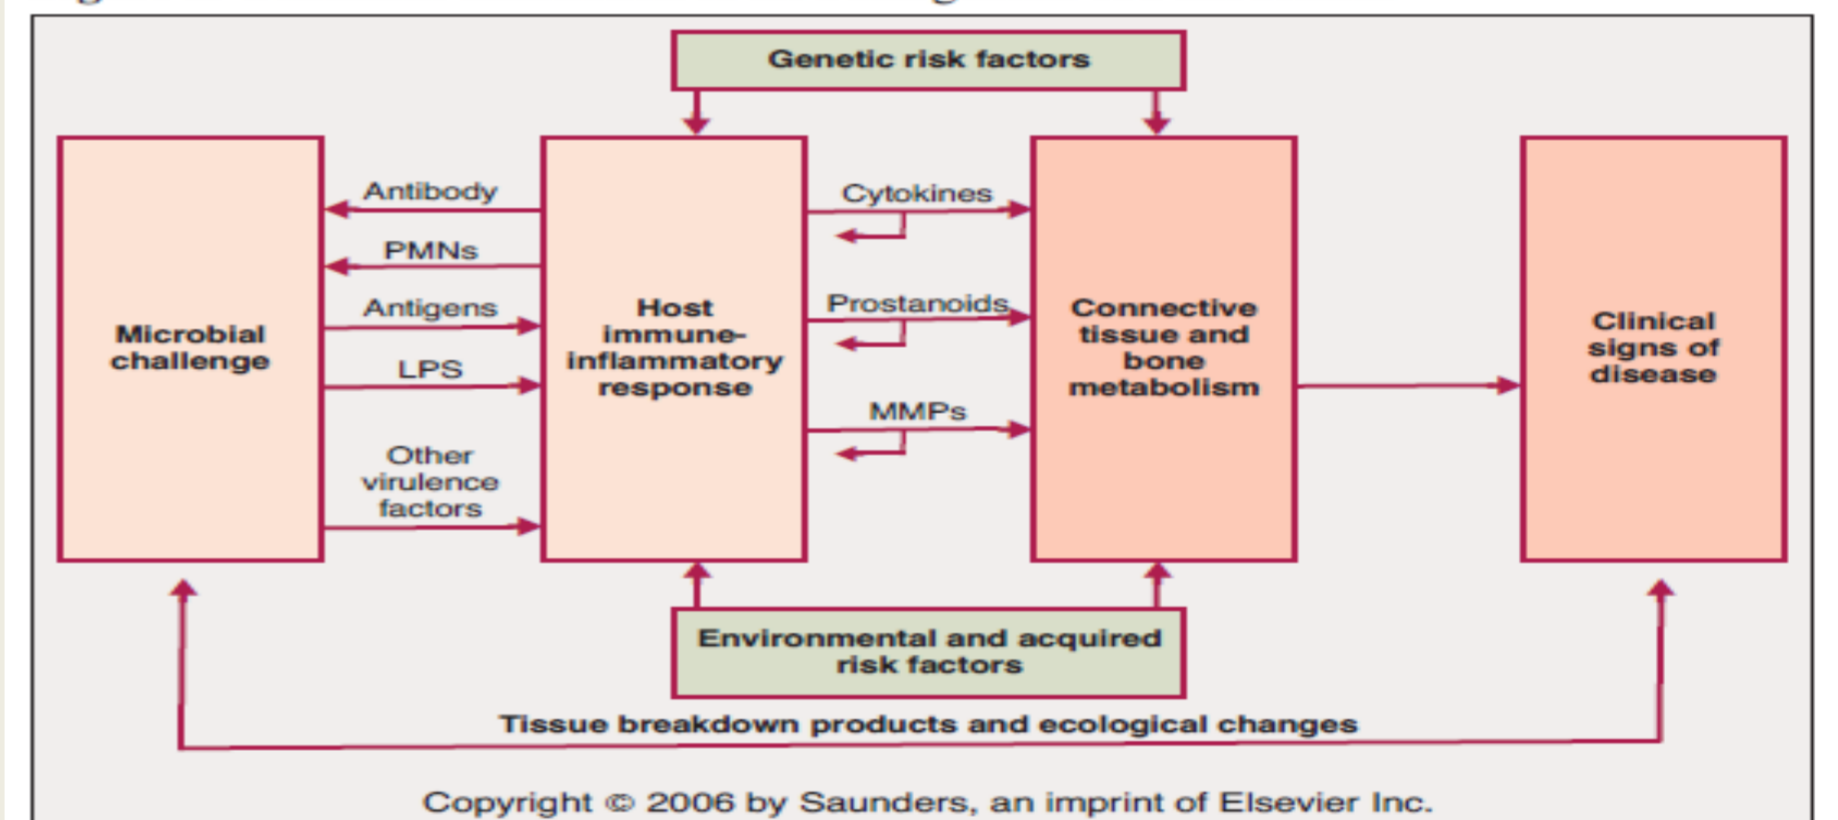 Genetic risk factors
Microbial
challenge
Antibody
PMNs
Antigens
LPS
Other
virulence
factors
Host
immune-
inflammatory
response
Cytokines
Prostanoids
MMPs
Connective
tissue and
bone
metabolism
Clinical
signs of
disease
Environmental and acquired
risk factors
Tissue breakdown products and ecological changes
Copyright © 2006 by Saunders, an imprint of Elsevier Inc.